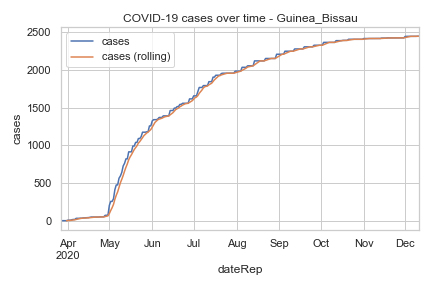 COVID-19 cases over time - Guinea_Bissau
cases
cases (rolling)
2500
2000
1500
1000
500
0
cases
Apr May Jun Jul Aug Sep Oct Nov Dec
2020
dateRep